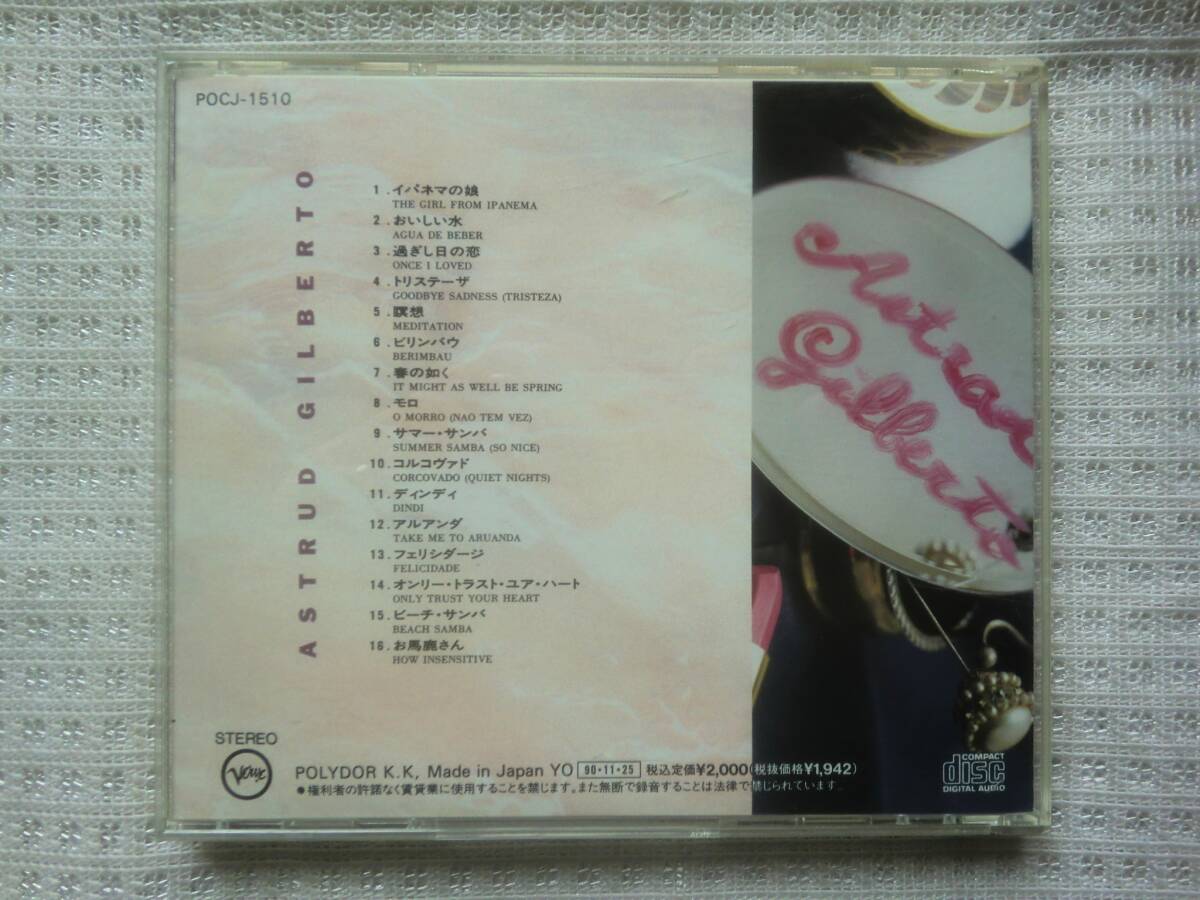 POCJ-1510
ASTRUD GILBERTO
1. イパネマの娘
THE GIRL FROM IPANEMA
2. おいしい水
AGUA DE BEBER
3. 過ぎし日の恋
ONCE I LOVED
4. トリステーザ
GOODBYE SADNESS (TRISTEZA)
5. 瞑想
MEDITATION
6. ビリンバウ
BERIMBAU
7.春の如く
IT MIGHT AS WELL BE SPRING
8. モロ
O MORRO (NAO TEM VEZ)
9. サマー・サンバ
SUMMER SAMBA (SO NICE)
10. コルコヴァド
CORCOVADO (QUIET NIGHTS)
11. ディンディ
DINDI
12. アルアンダ
TAKE ME TO ARUANDA
13. フェリシダージ
FELICIDADE
14. オンリー・トラスト・ユア・ハート
ONLY TRUST YOUR HEART
15. ビーチ・サンバ
BEACH SAMBA
16. お馬鹿さん
HOW INSENSITIVE
Astrud
Gilberto
STEREO
Verve
POLYDOR K.K, Made in Japan YO 90・11・25 税込定価¥2,000(税抜価格¥1,942)
●権利者の許諾なく賃貸業に使用することを禁じます。また無断で録音することは法律で禁じられています。
COMPACT
disc
DIGITAL AUDIO